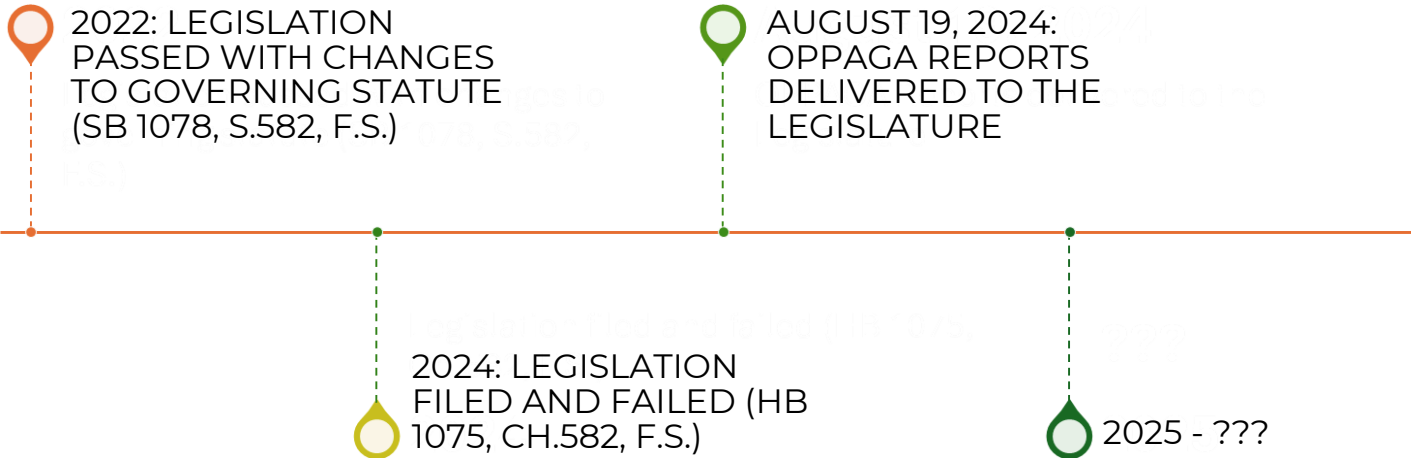 2022: LEGISLATION
PASSED WITH CHANGES
TO GOVERNING STATUTE
(SB 1078, S.582, F.S.)
2024: LEGISLATION
FILED AND FAILED (HB
1075, CH.582, F.S.)
AUGUST 19, 2024:
OPPAGA REPORTS
DELIVERED TO THE
LEGISLATURE
2025 - ???